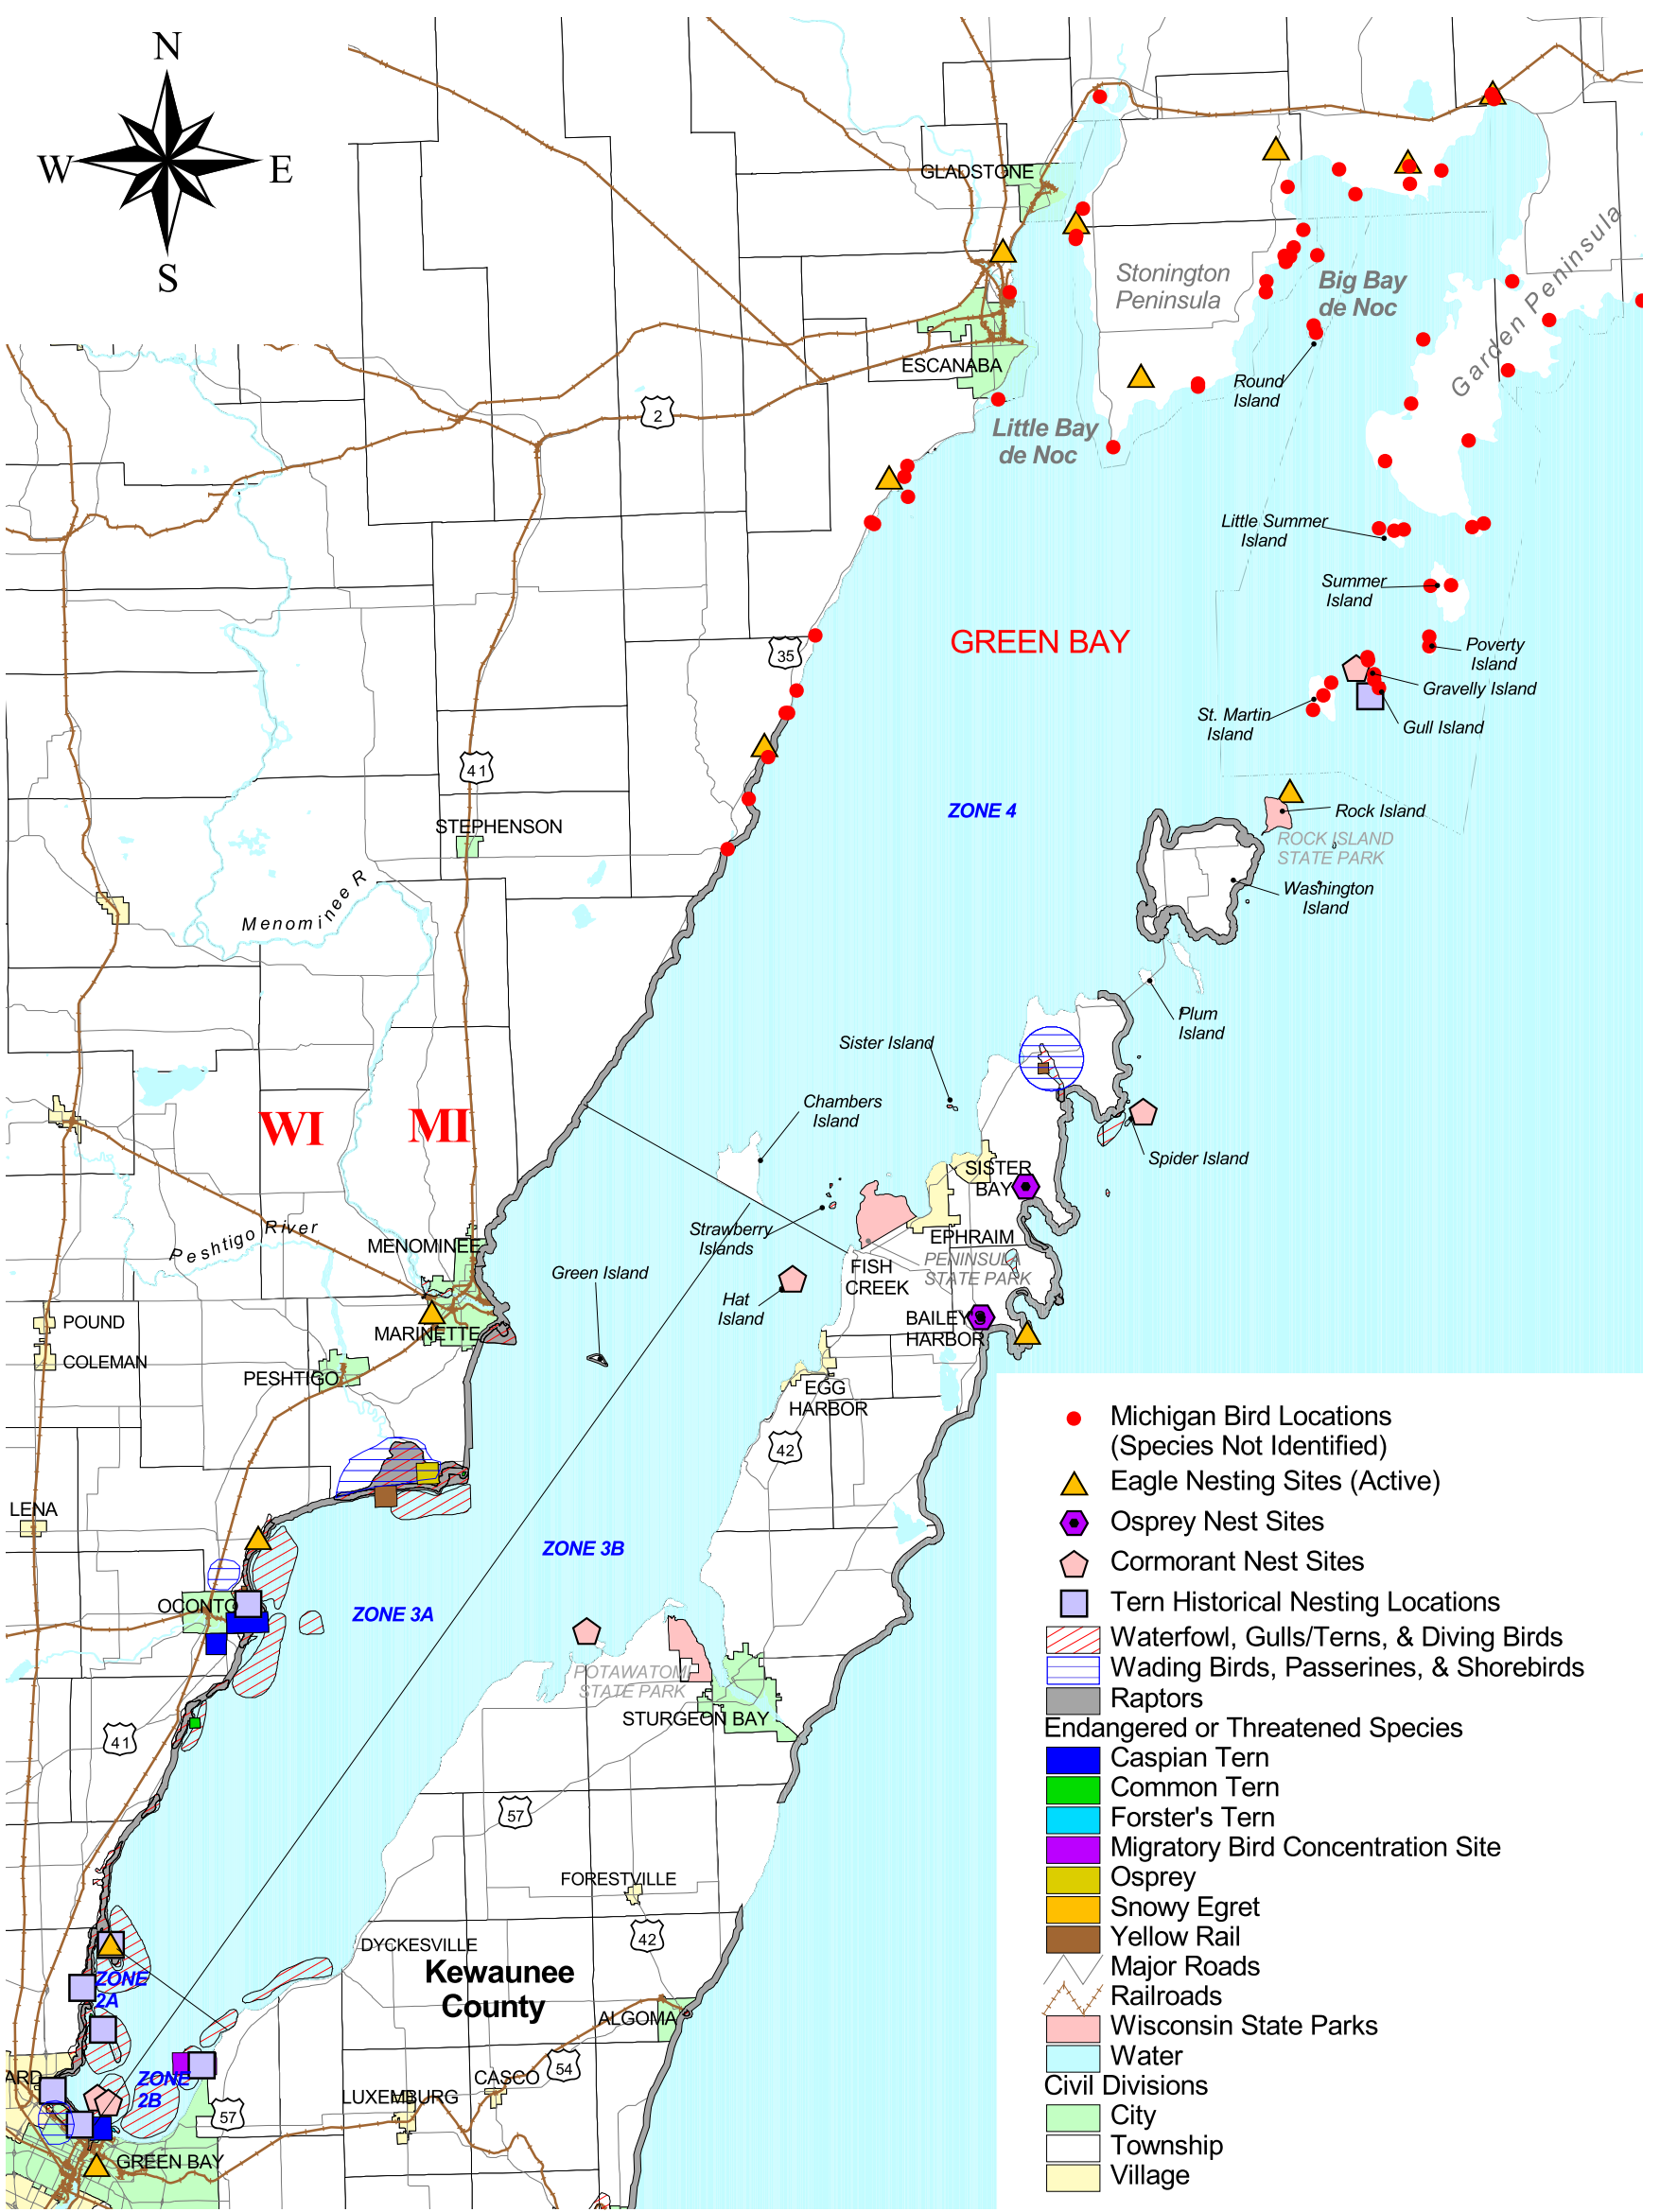 N
W
E
S
GLADSTONE
Stonington
Peninsula
Big Bay
de Noc
Garden Peninsula
ESCANABA
Round
Island
2
Little Bay
de Noc
Little Summer
Island
Summer
Island
35
GREEN BAY
Poverty
Island
Gravelly Island
St. Martin
Island
Gull Island
41
ZONE 4
Rock Island
STEPHENSON
ROCK ISLAND
STATE PARK
Washington
Island
Menominee R
Plum
Island
Sister Island
Chambers
Island
WI
MI
Spider Island
SISTER
BAY
Strawberry
Islands
Peshtigo River
MENOMINEE
EPHRAIM
PENINSULA
STATE PARK
FISH
CREEK
Green Island
Hat
Island
POUND
MARINETTE
BAILEYS
HARBOR
COLEMAN
PESHTIGO
EGG
HARBOR
42
LENA
ZONE 3B
OCONTO
ZONE 3A
POTAWATOMI
STATE PARK
STURGEON BAY
41
57
FORESTVILLE
42
DYCKESVILLE
Kewaunee
County
ZONE
2A
ALGOMA
54
ARD
ZONE
2B
CASCO
LUXEMBURG
57
GREEN BAY
Michigan Bird Locations
(Species Not Identified)
Eagle Nesting Sites (Active)
Osprey Nest Sites
Cormorant Nest Sites
Tern Historical Nesting Locations
Waterfowl, Gulls/Terns, & Diving Birds
Wading Birds, Passerines, & Shorebirds
Raptors
Endangered or Threatened Species
Caspian Tern
Common Tern
Forster's Tern
Migratory Bird Concentration Site
Osprey
Snowy Egret
Yellow Rail
Major Roads
Railroads
Wisconsin State Parks
Water
Civil Divisions
City
Township
Village